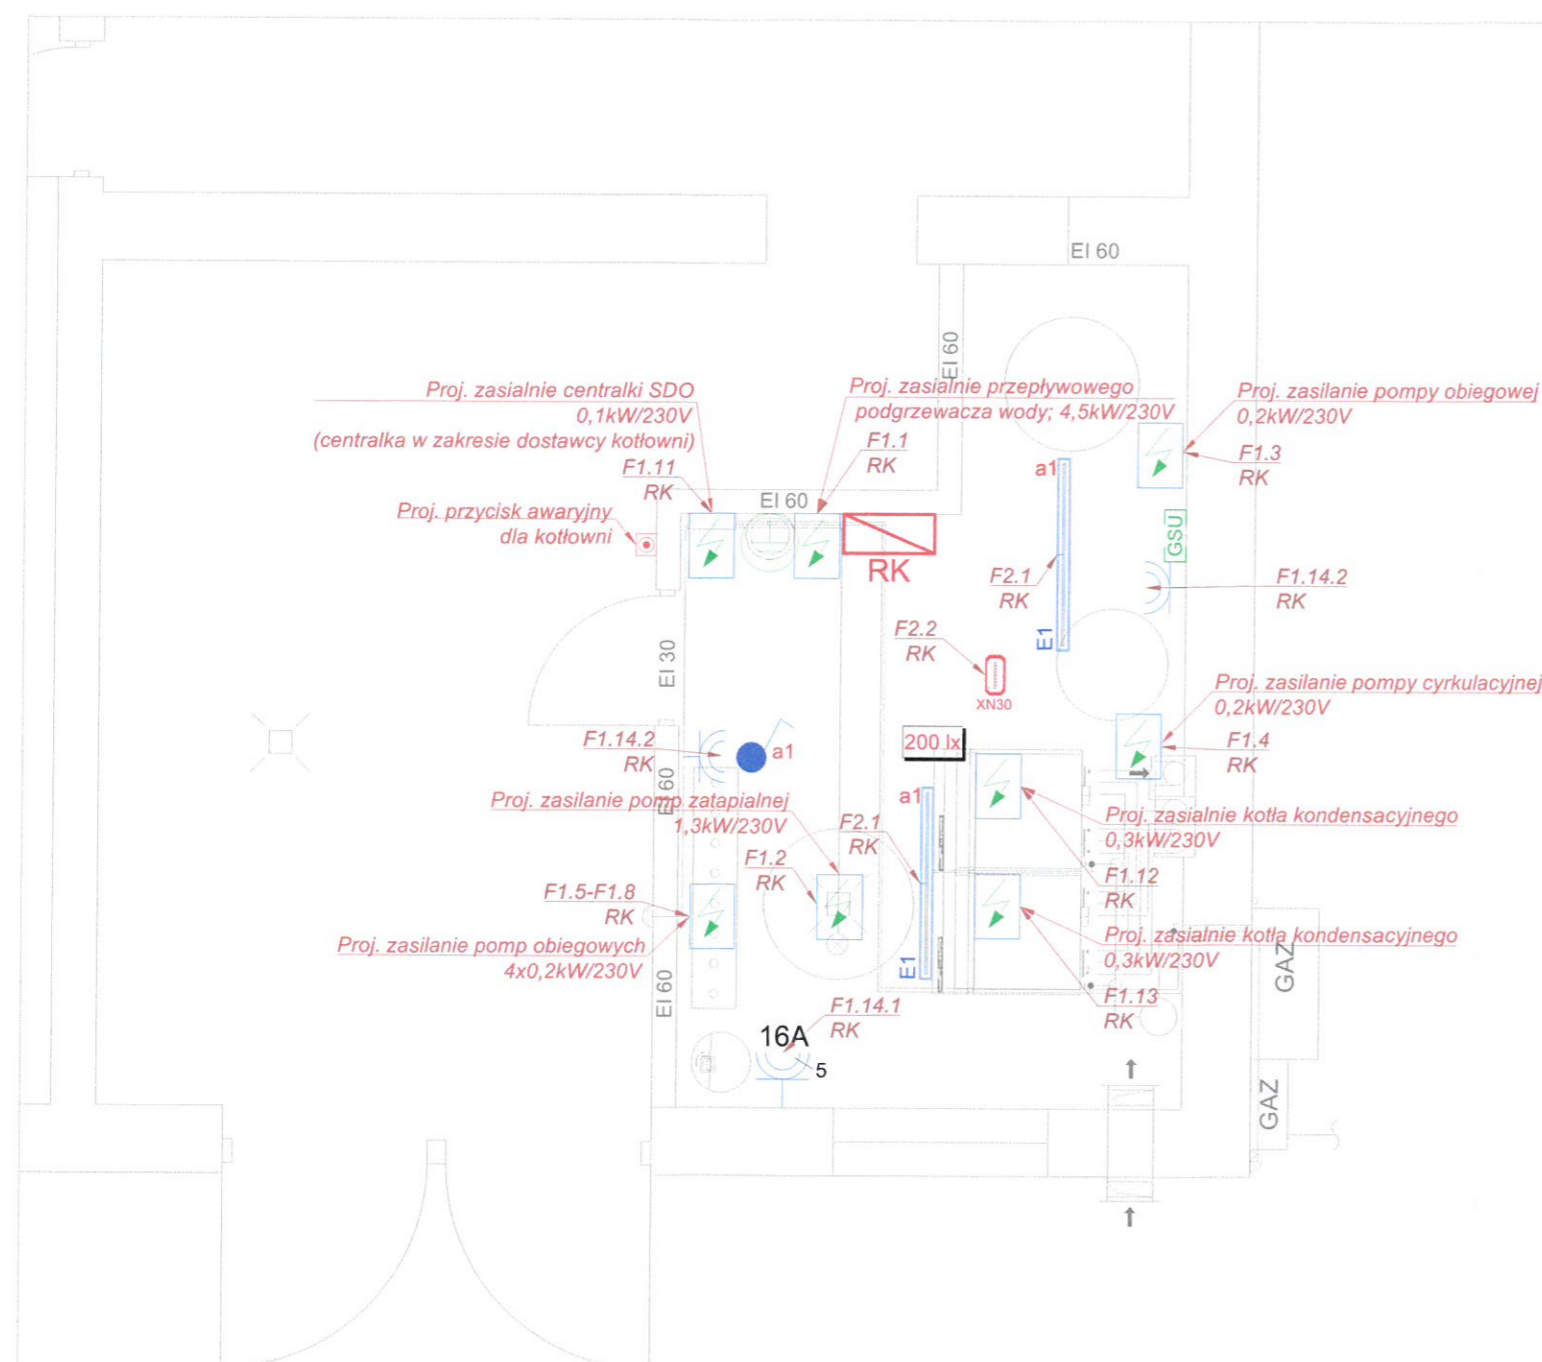 EI 60
EI 60
Proj. zasialnie centralki SDO
0,1kW/230V
(centralka w zakresie dostawcy kotłowni)
F1.11
RK
Proj. zasialnie przepływowego
podgrzewacza wody; 4,5kW/230V
F1.1
RK
Proj. zasilanie pompy obiegowej
0,2kW/230V
F1.3
RK
a1
EI 60
Proj. przycisk awaryjny
dla kotłowni
RK
GSU
F2.1
RK
F1.14.2
RK
E1
F2.2
RK
XN30
EI 30
Proj. zasilanie pompy cyrkulacyjnej
0,2kW/230V
F1.4
RK
F1.14.2
RK
a1
200 lx
EI 60
Proj. zasilanie pomp zatapialnej
1,3kW/230V
a1
F2.1
RK
F1.2
RK
Proj. zasialnie kotła kondensacyjnego
0,3kW/230V
F1.12
RK
F1.5-F1.8
RK
Proj. zasilanie pomp obiegowych
4x0,2kW/230V
E1
Proj. zasialnie kotła kondensacyjnego
0,3kW/230V
F1.13
RK
GAZ
EI 60
F1.14.1
RK
16A
5
GAZ